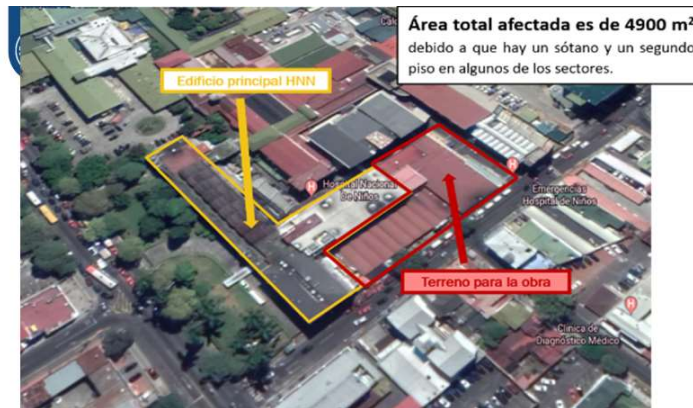 Área total afectada es de 4900 m²
debido a que hay un sótano y un segundo
piso en algunos de los sectores.
Edificio principal HNN
Hospital Nacional
De Niños
Emergencias
Hospital de Niños
Terreno para la obra
Clínica de
Diagnóstico Médico